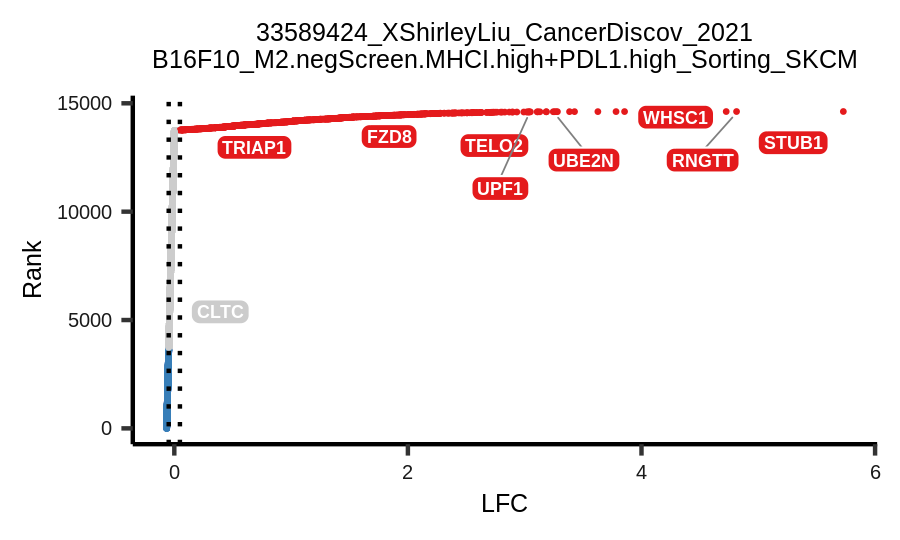 33589424_XShirleyLiu_CancerDiscov_2021
B16F10_M2.negScreen.MHCI.high+PDL1.high_Sorting_SKCM
15000
10000
5000
0
Rank
TRIAP1
FZD8
TELO2
UPF1
UBE2N
WHSC1
RNGTT
STUB1
CLTC
0
2
4
6
LFC